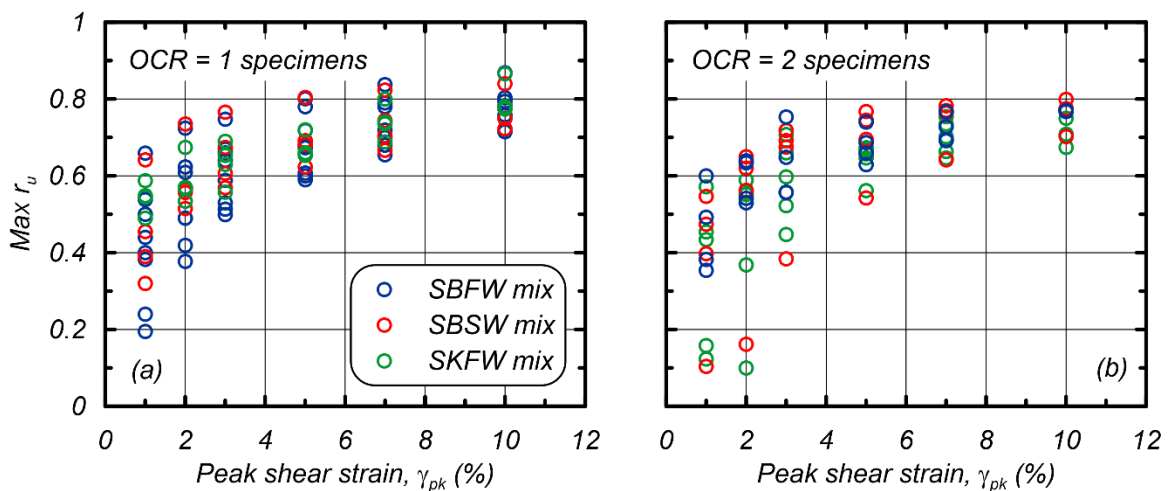 OCR = 1 specimens
OCR = 2 specimens
Max r_u
1
0.8
0.6
0.4
0.2
0
SBFW mix
SBSW mix
SKFW mix
(a)
(b)
0 2 4 6 8 10 12
0 2 4 6 8 10 12
Peak shear strain, γ_pk (%)
Peak shear strain, γ_pk (%)